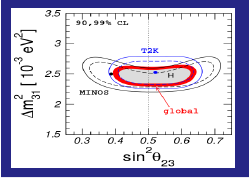 90,99% CL
3.5
3
2.5
2
1.5
Δm²₃₁ [10⁻³ eV²]
T2K
H
MINOS
global
0.3 0.4 0.5 0.6 0.7
sin²θ₂₃